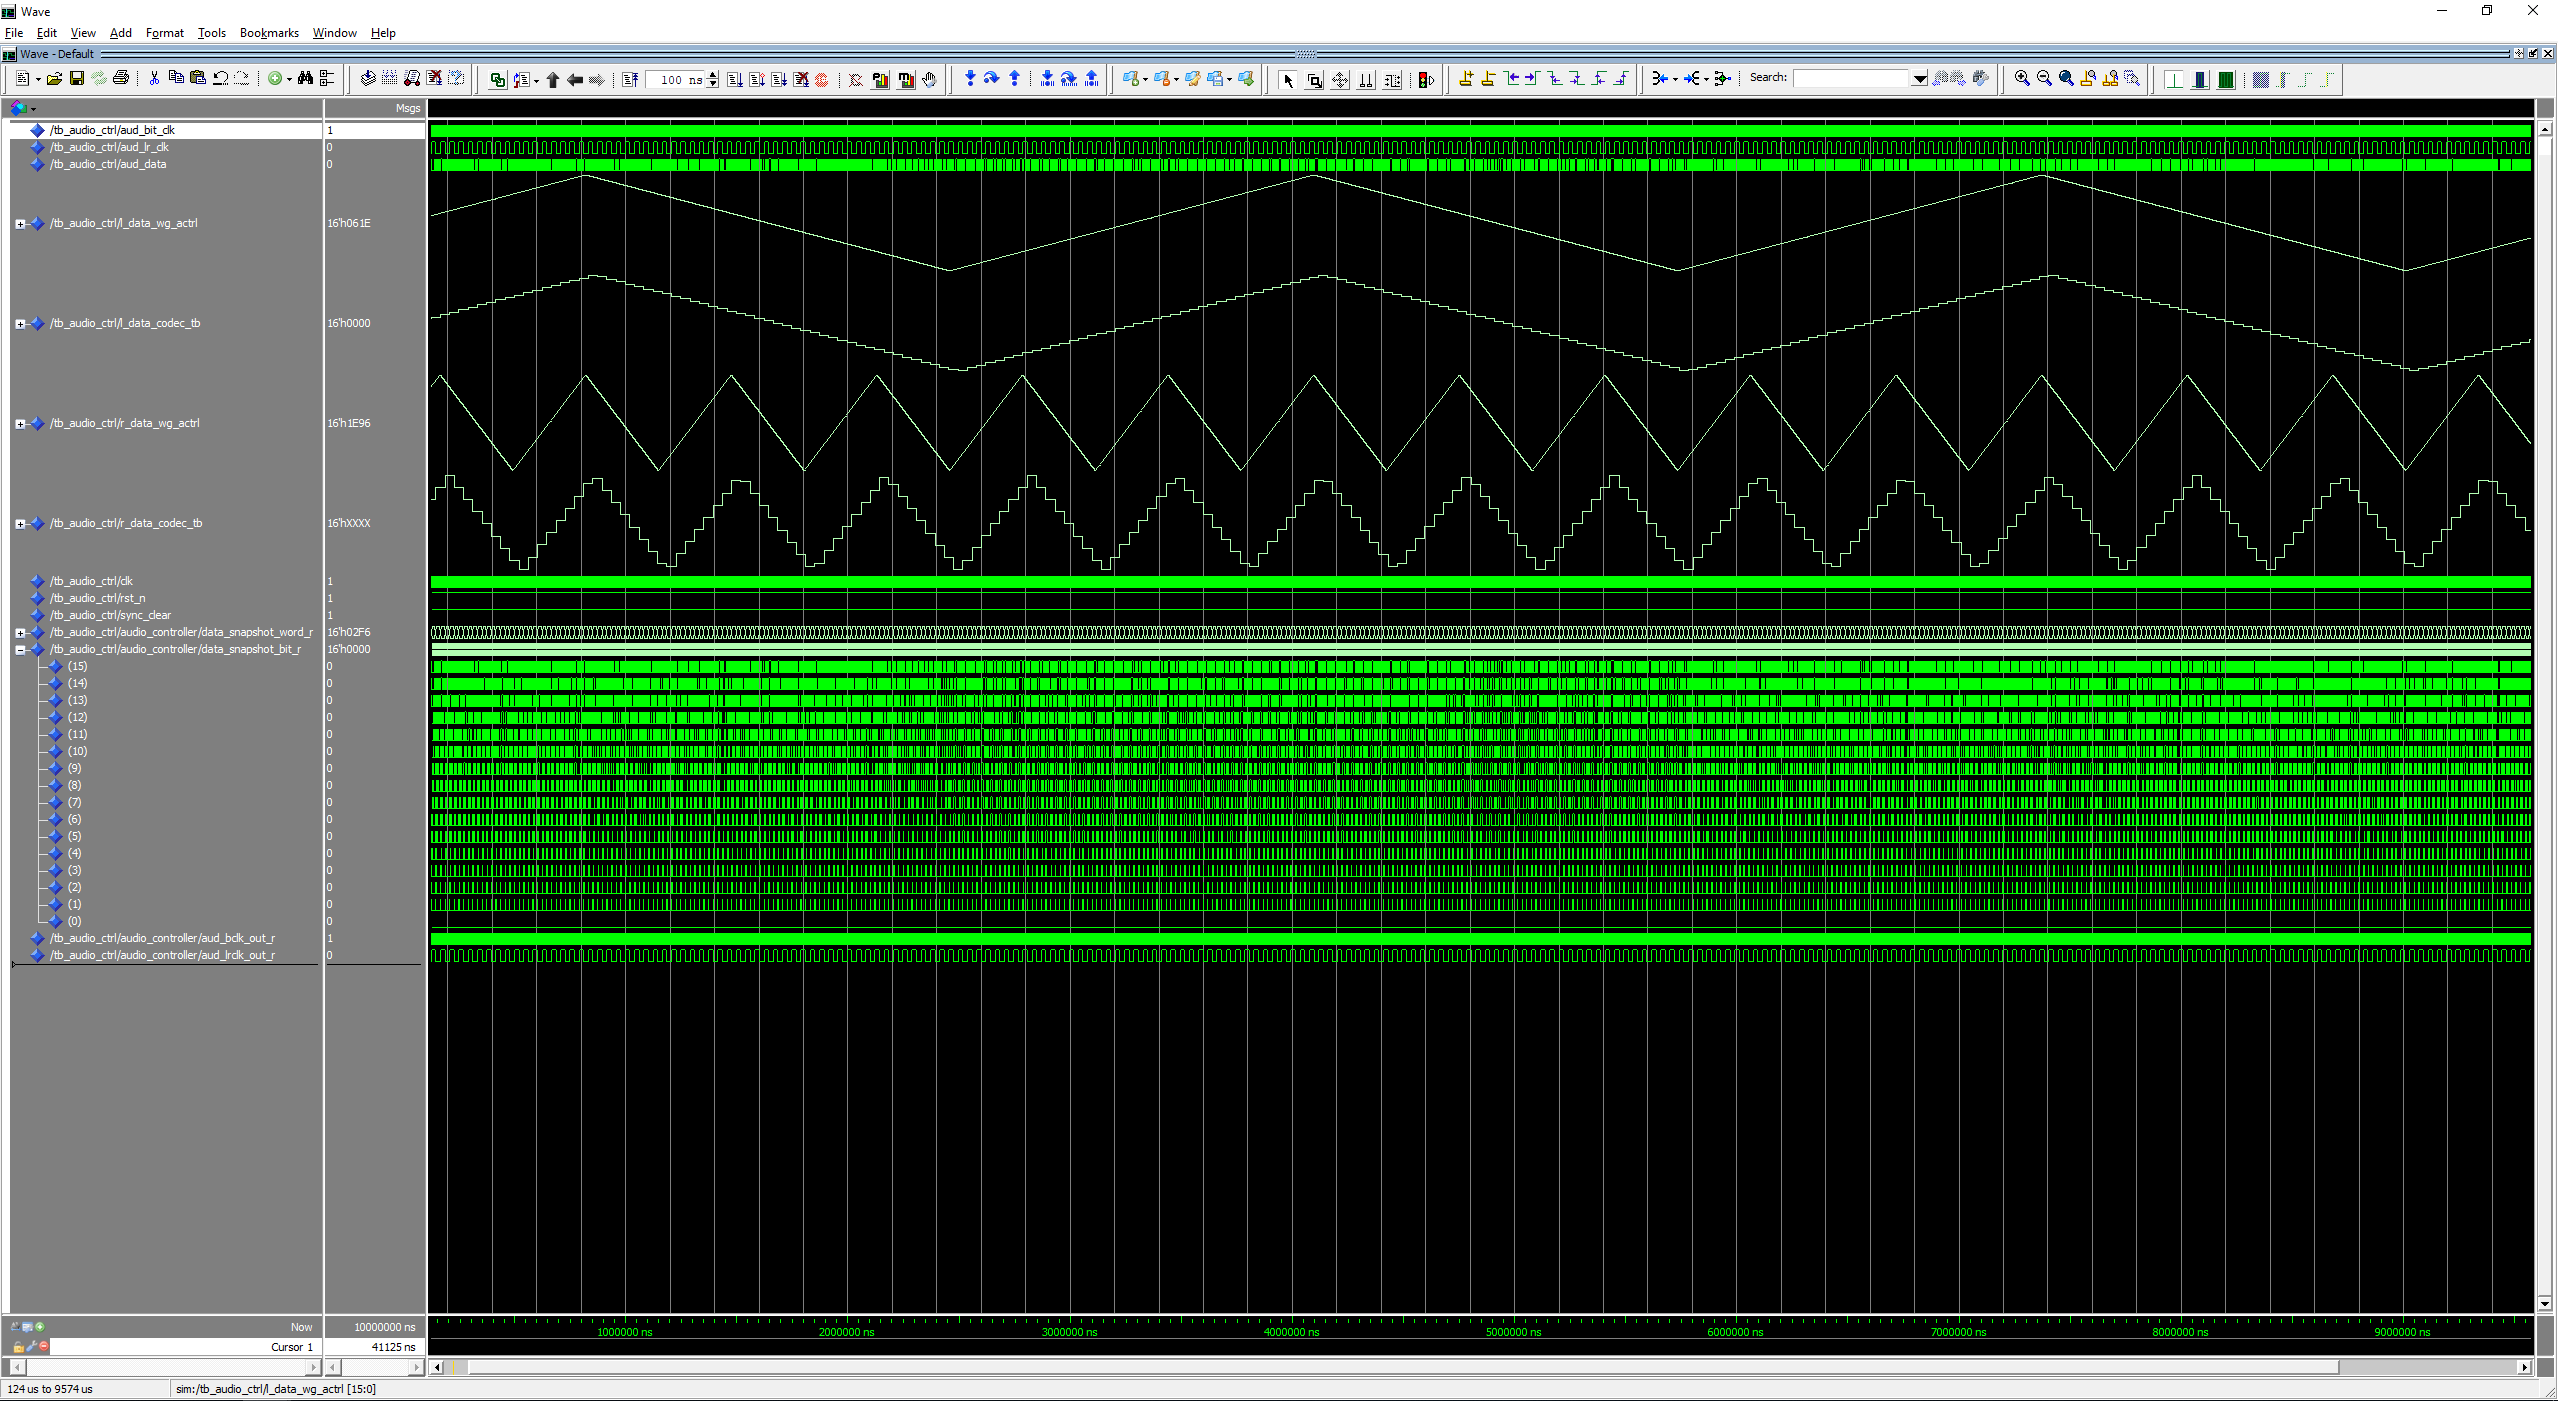 Wave
File Edit View Add Format Tools Bookmarks Window Help
Wave - Default
100 ns
Search:
Msgs
/tb_audio_ctrl/aud_bit_clk 1
/tb_audio_ctrl/aud_lr_clk 0
/tb_audio_ctrl/aud_data 0
/tb_audio_ctrl/l_data_wg_actrl 16'h061E
/tb_audio_ctrl/l_data_codec_tb 16'h0000
/tb_audio_ctrl/r_data_wg_actrl 16'h1E96
/tb_audio_ctrl/r_data_codec_tb 16'hXXXX
/tb_audio_ctrl/clk 1
/tb_audio_ctrl/rst_n 1
/tb_audio_ctrl/sync_clear 1
/tb_audio_ctrl/audio_controller/data_snapshot_word_r 16'h02F6
/tb_audio_ctrl/audio_controller/data_snapshot_bit_r 16'h0000
(15) 0
(14) 0
(13) 0
(12) 0
(11) 0
(10) 0
(9) 0
(8) 0
(7) 0
(6) 0
(5) 0
(4) 0
(3) 0
(2) 0
(1) 0
(0) 0
/tb_audio_ctrl/audio_controller/aud_bclk_out_r 1
/tb_audio_ctrl/audio_controller/aud_lrclk_out_r 0
Now 10000000 ns
1000000 ns 2000000 ns 3000000 ns 4000000 ns 5000000 ns 6000000 ns 7000000 ns 8000000 ns 9000000 ns
Cursor 1 41125 ns
124 us to 9574 us sim:/tb_audio_ctrl/l_data_wg_actrl [15:0]